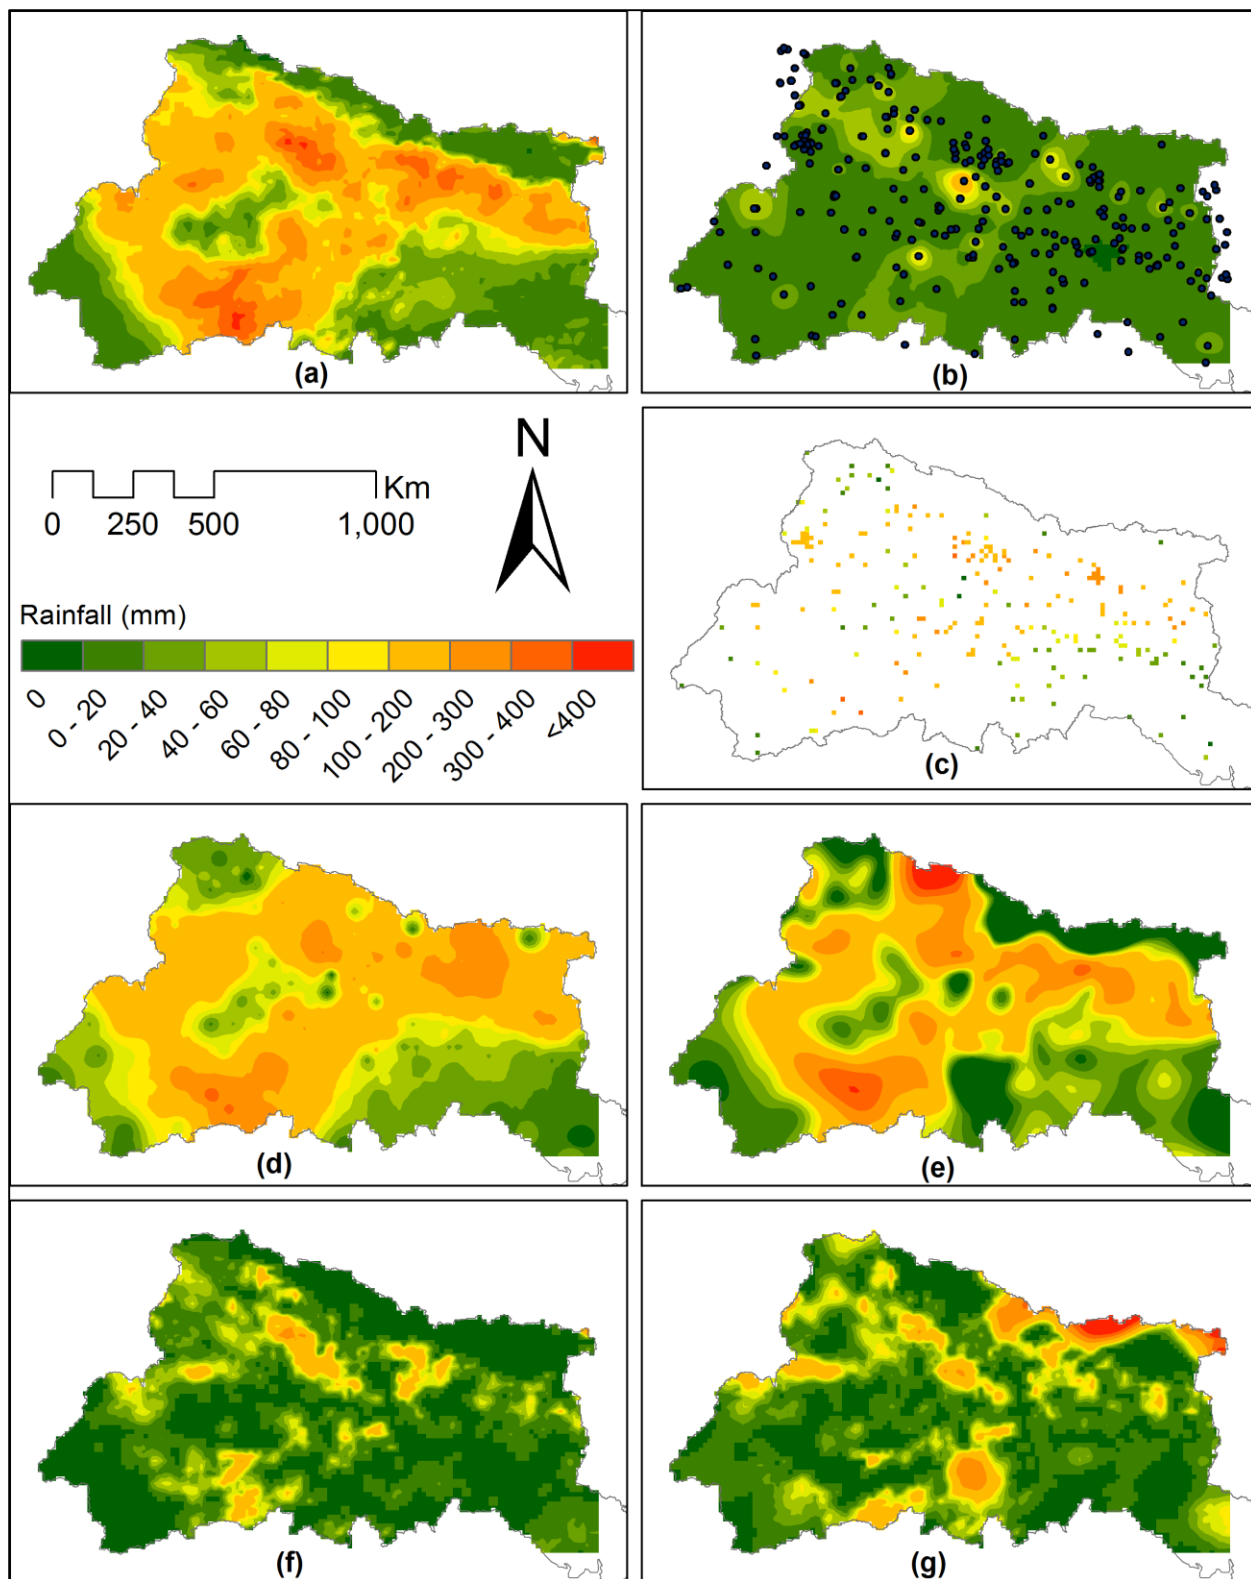 (a)
(b)
N
Km
0 250 500 1,000
Rainfall (mm)
0
0 - 20
20 - 40
40 - 60
60 - 80
80 - 100
100 - 200
200 - 300
300 - 400
<400
(c)
(d)
(e)
(f)
(g)